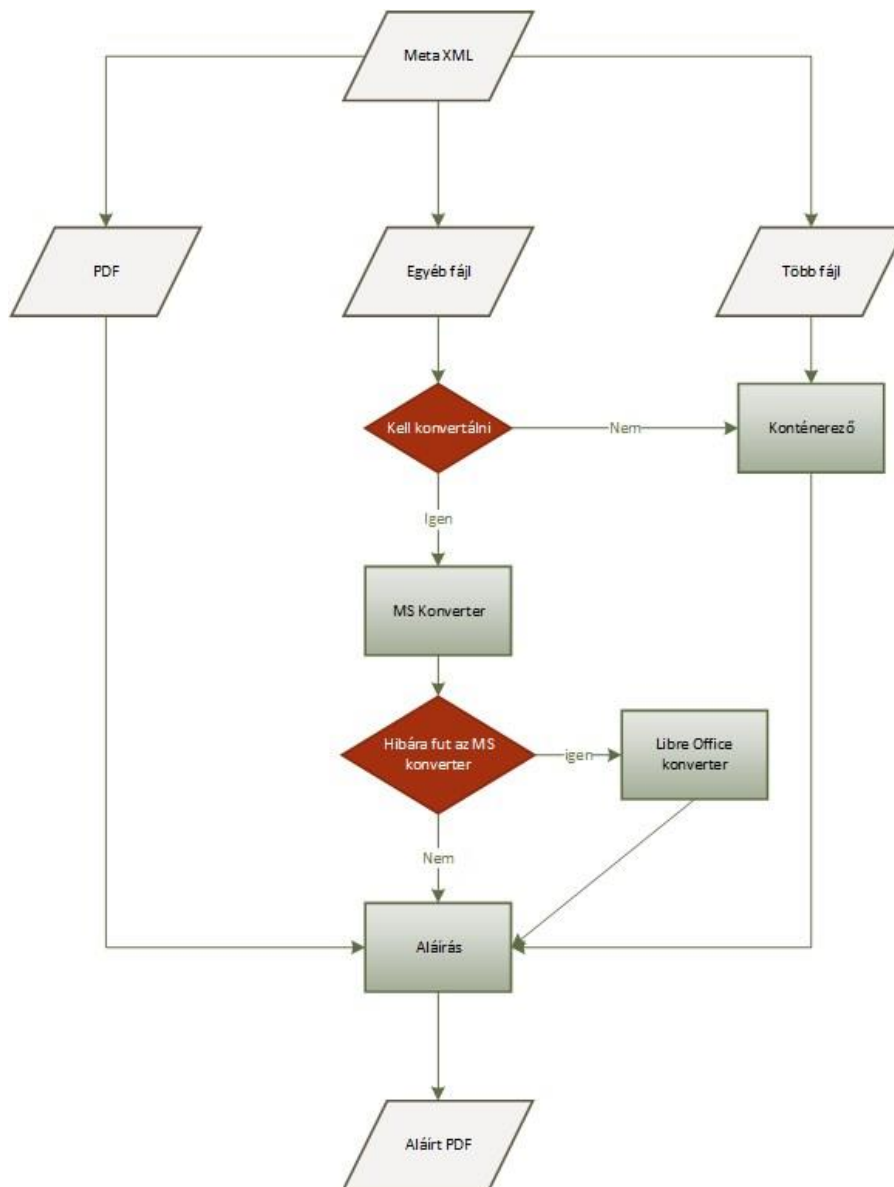 Meta XML
PDF
Egyéb fájl
Több fájl
Kell konvertálni
Nem
Konténerező
Igen
MS Konverter
Hibára fut az MS
konverter
igen
Libre Office
konverter
Nem
Aláírás
Aláírt PDF